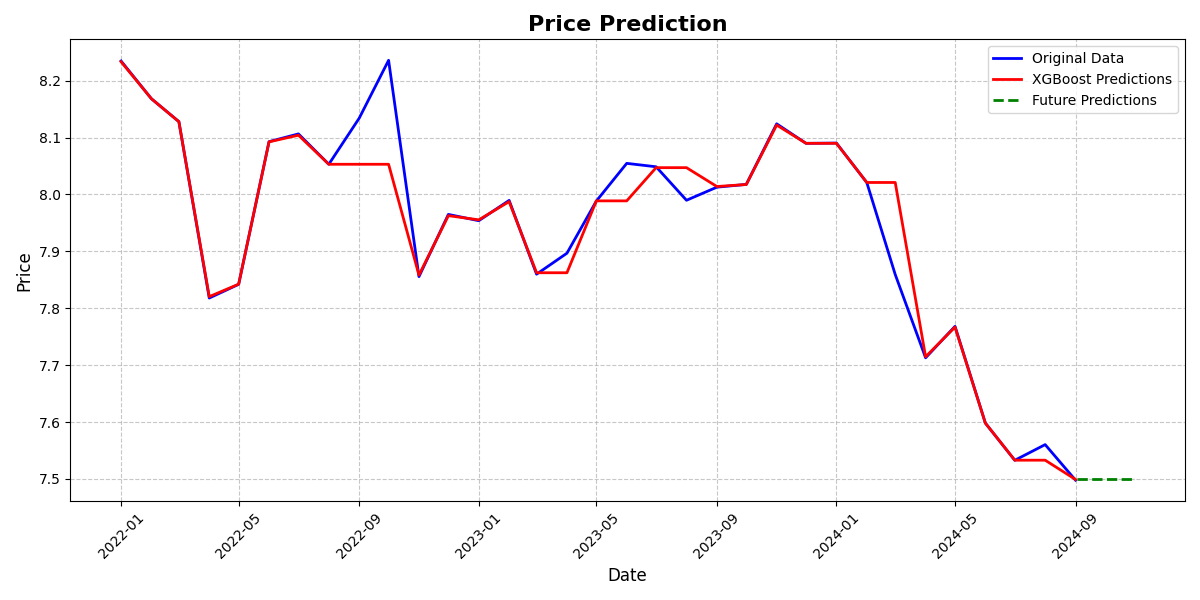 Price Prediction
Original Data
XGBoost Predictions
Future Predictions
Price
8.2
8.1
8.0
7.9
7.8
7.7
7.6
7.5
2022-01
2022-05
2022-09
2023-01
2023-05
2023-09
2024-01
2024-05
2024-09
Date